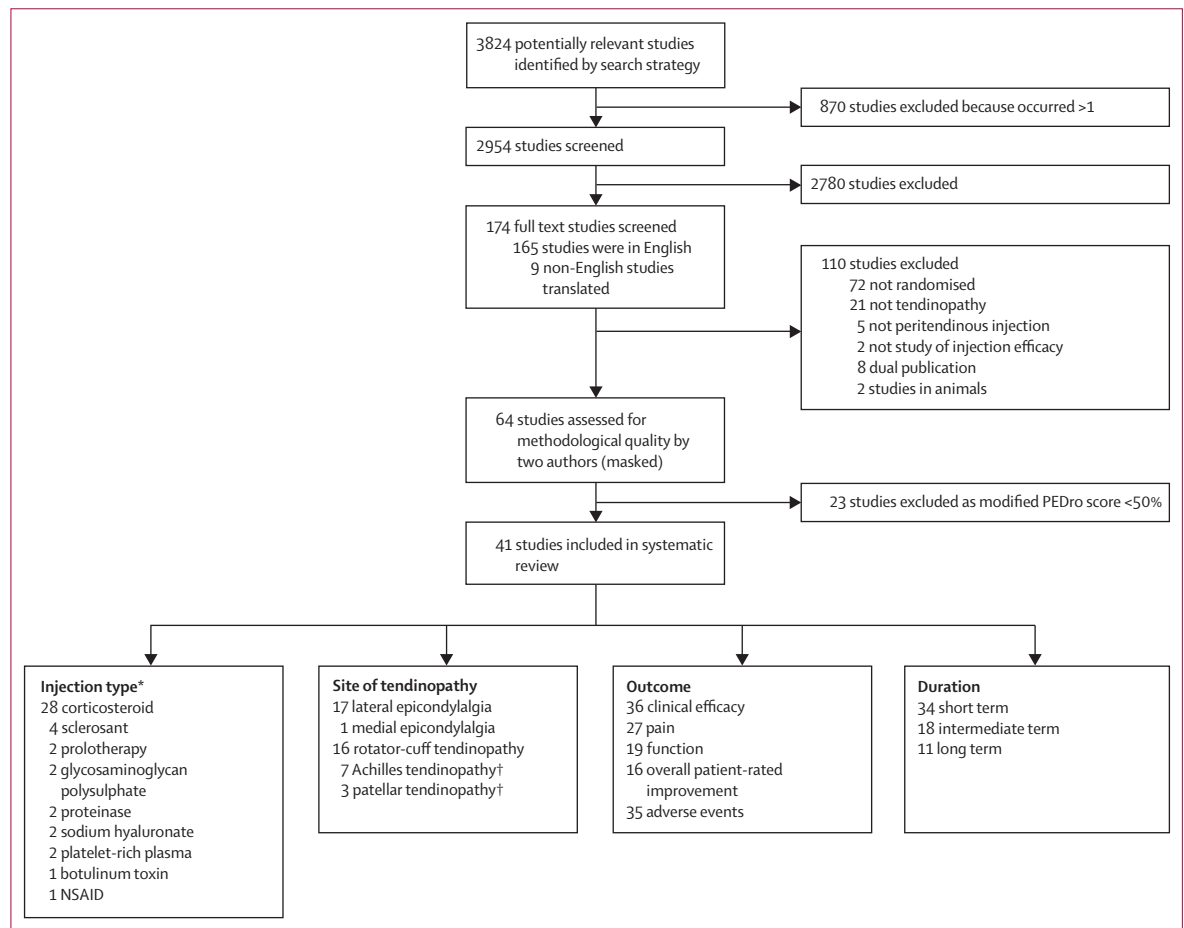 3824 potentially relevant studies
identified by search strategy
870 studies excluded because occurred >1
2954 studies screened
2780 studies excluded
174 full text studies screened
165 studies were in English
9 non-English studies
translated
110 studies excluded
72 not randomised
21 not tendinopathy
5 not peritendinous injection
2 not study of injection efficacy
8 dual publication
2 studies in animals
64 studies assessed for
methodological quality by
two authors (masked)
23 studies excluded as modified PEDro score <50%
41 studies included in systematic
review
Injection type*
28 corticosteroid
4 sclerosant
2 prolotherapy
2 glycosaminoglycan
polysulphate
2 proteinase
2 sodium hyaluronate
2 platelet-rich plasma
1 botulinum toxin
1 NSAID
Site of tendinopathy
17 lateral epicondylalgia
1 medial epicondylalgia
16 rotator-cuff tendinopathy
7 Achilles tendinopathy†
3 patellar tendinopathy†
Outcome
36 clinical efficacy
27 pain
19 function
16 overall patient-rated
improvement
35 adverse events
Duration
34 short term
18 intermediate term
11 long term